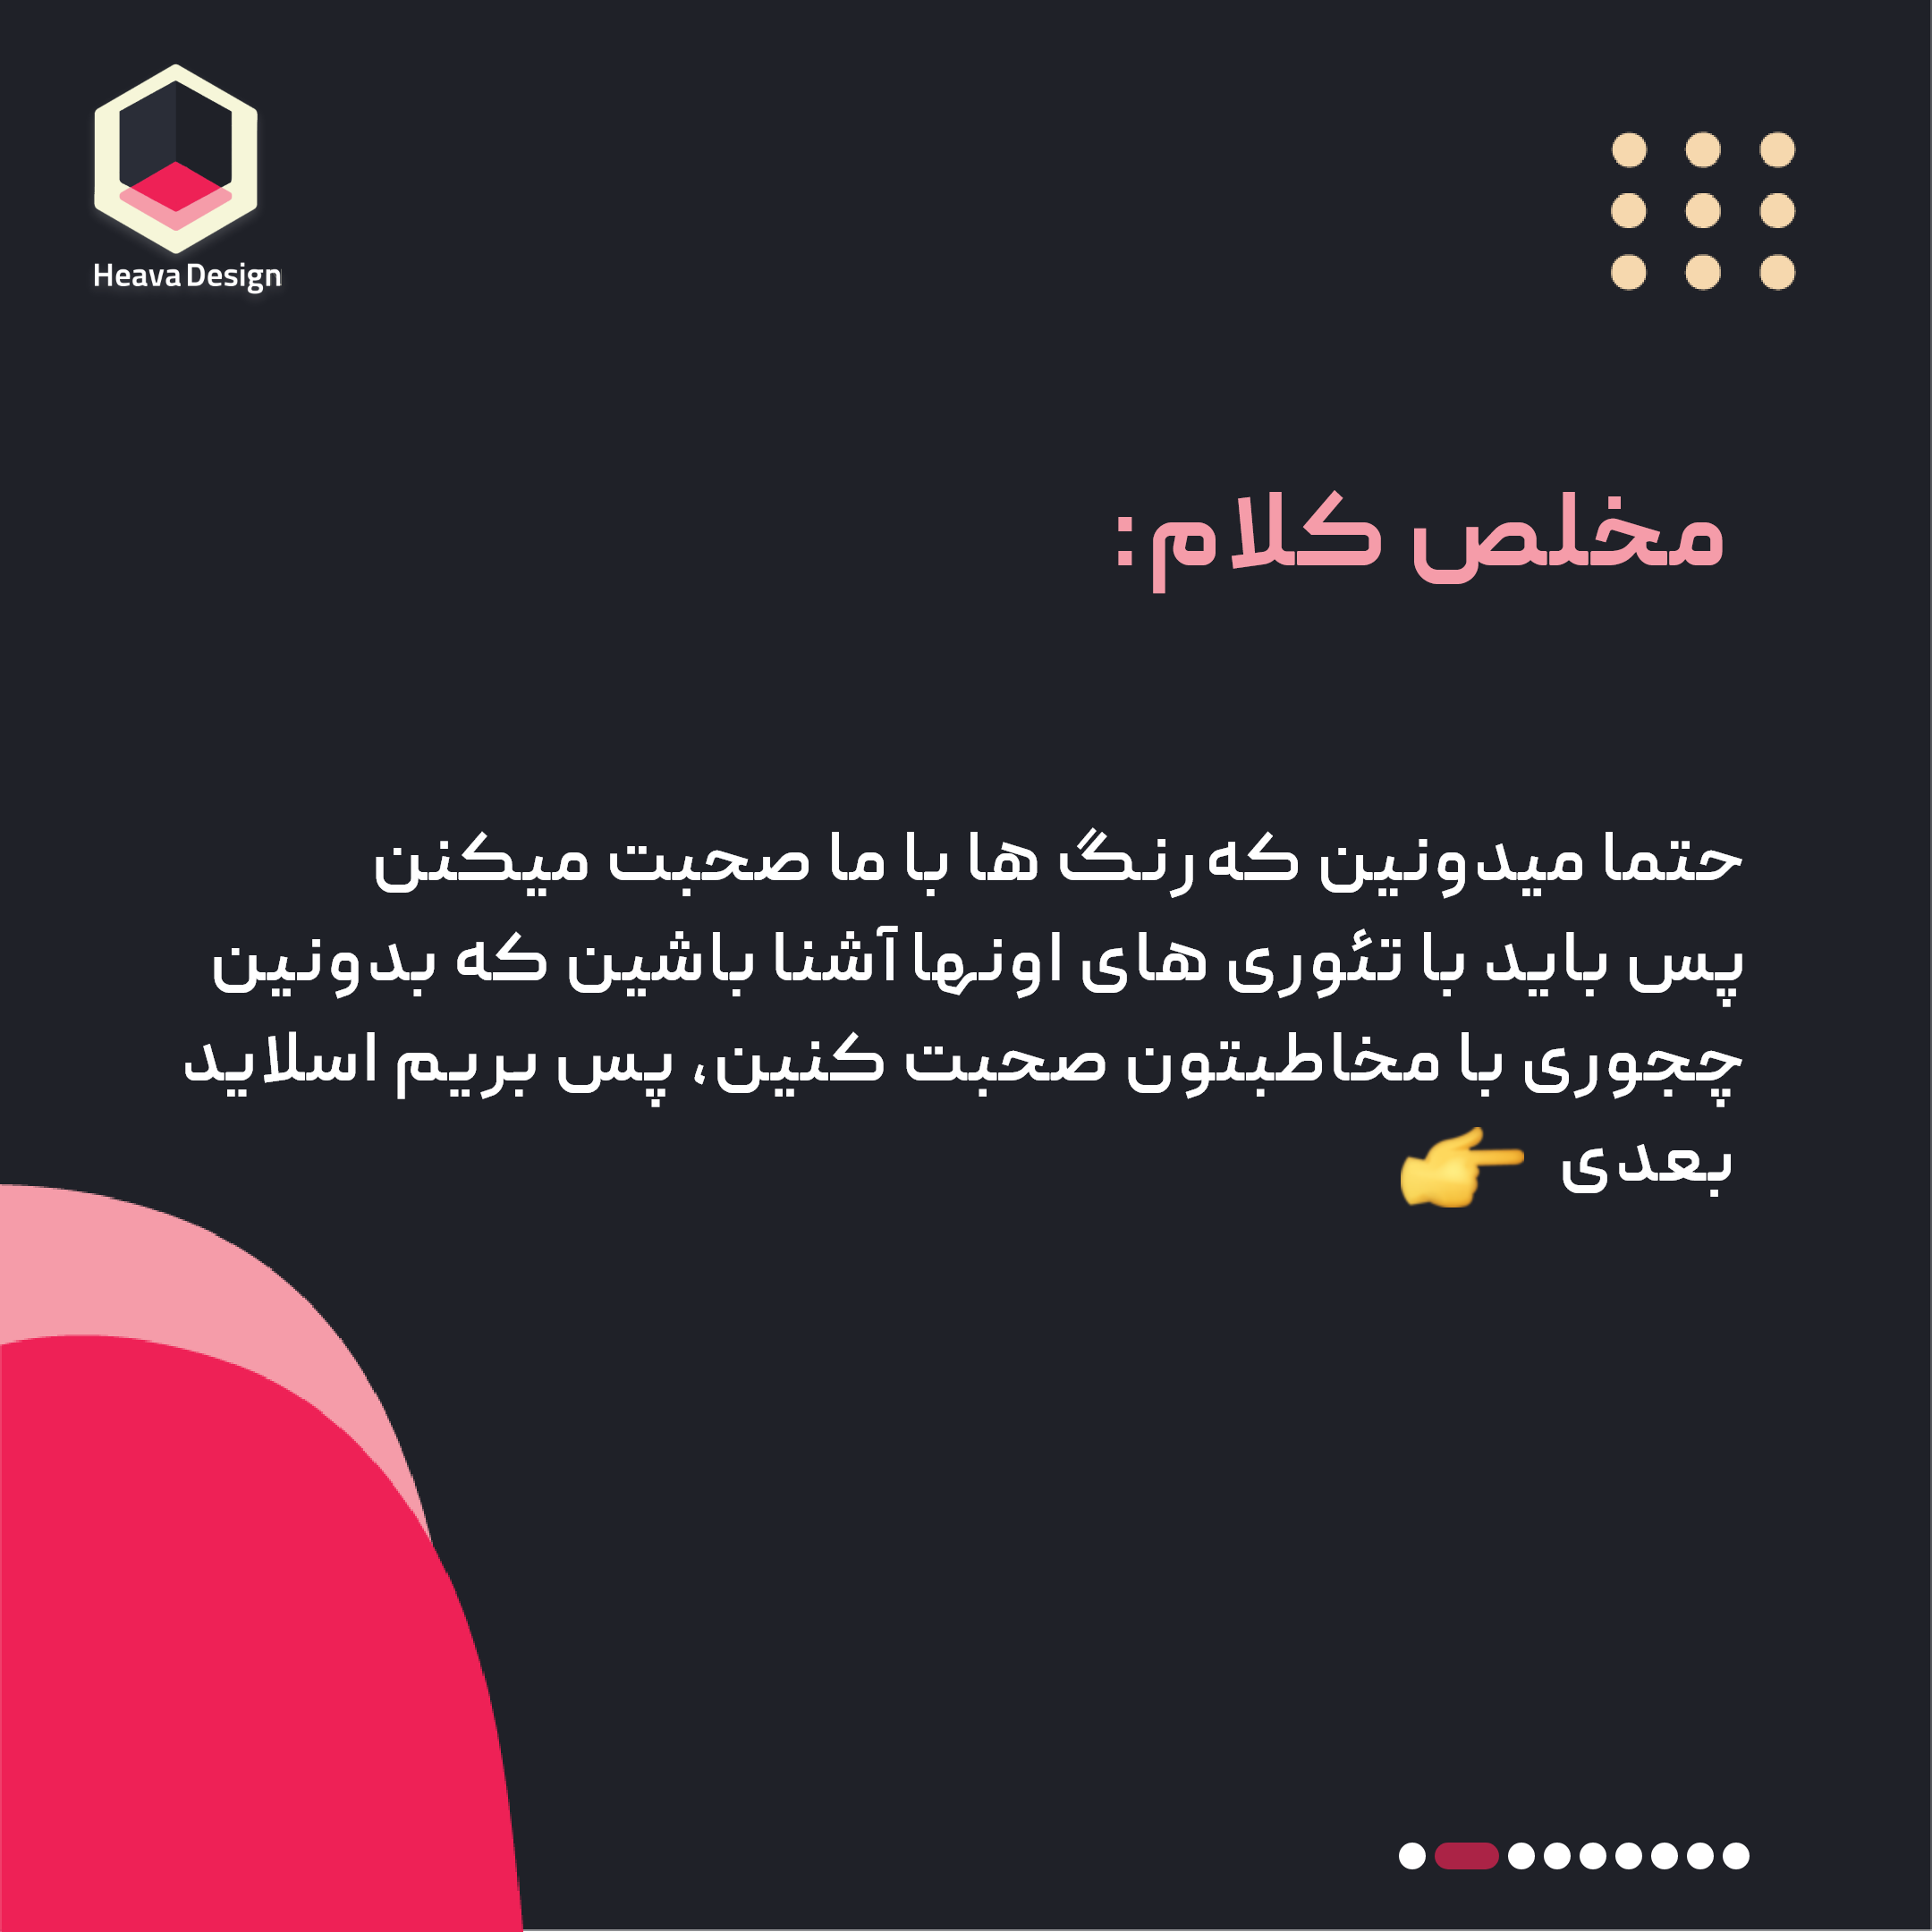 Heava Design
مخلص کلام:
حتما میدونین که رنگ ها با ما صحبت میکنن
پس باید با تئوری های اونها آشنا باشین که بدونین
چجوری با مخاطبتون صحبت کنین، پس بریم اسلاید
بعدی 👉